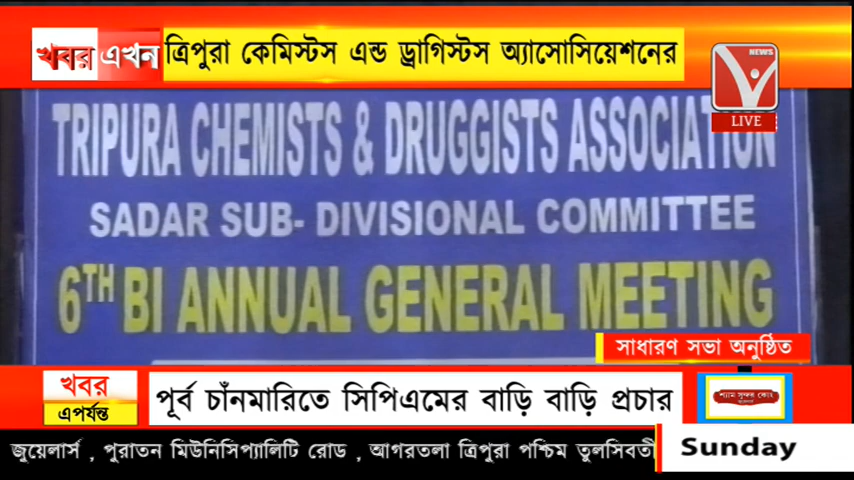 খবর এখন
ত্রিপুরা কেমিস্টস এন্ড ড্রাগিস্টস অ্যাসোসিয়েশনের
NEWS
LIVE
TRIPURA CHEMISTS & DRUGGISTS ASSOCIATION
SADAR SUB- DIVISIONAL COMMITTEE
6TH BI ANNUAL GENERAL MEETING
সাধারণ সভা অনুষ্ঠিত
খবর
এপর্যন্ত
পূর্ব চাঁনমারিতে সিপিএমের বাড়ি বাড়ি প্রচার
শ্যাম সুন্দর কোং
জুয়েলার্স , পুরাতন মিউনিসিপ্যালিটি রোড , আগরতলা ত্রিপুরা পশ্চিম তুলসিবতী
Sunday